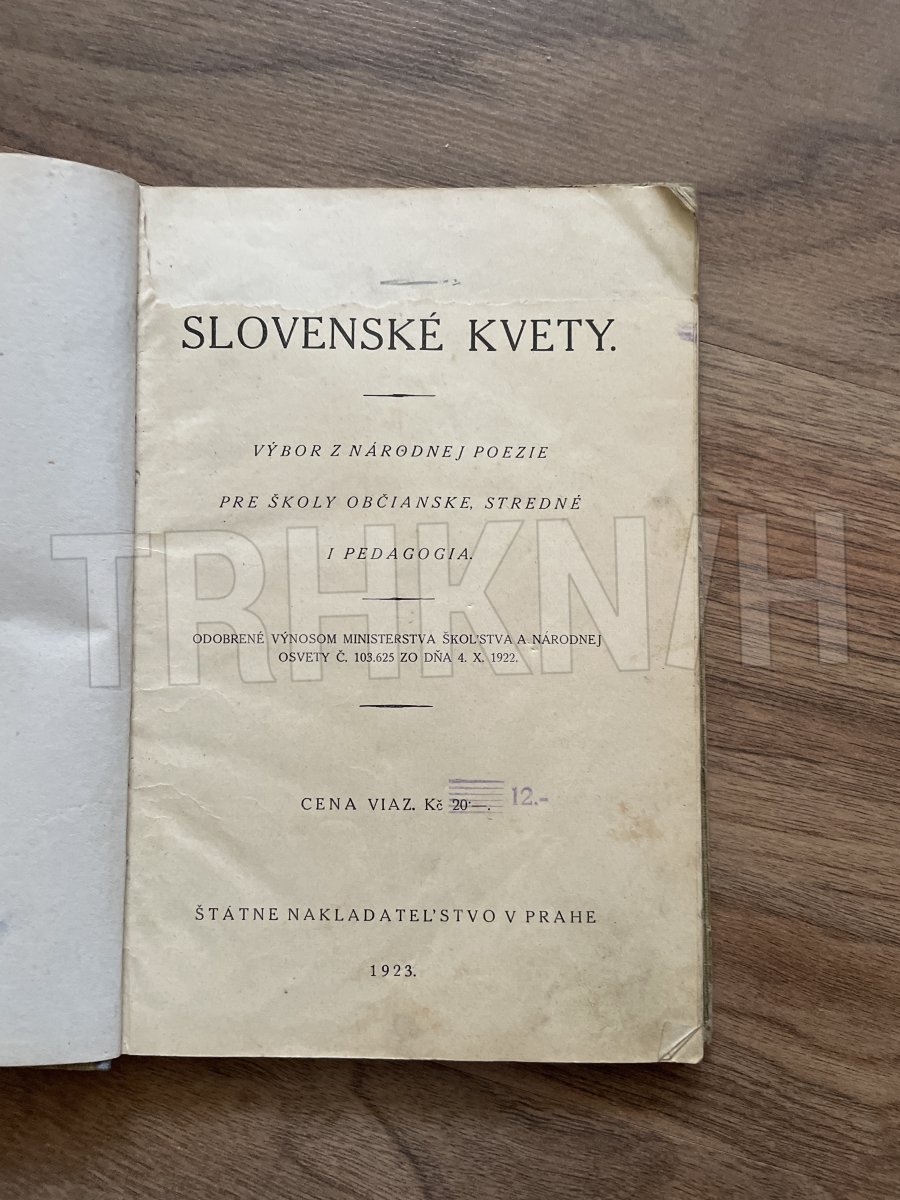 SLOVENSKÉ KVETY.
VÝBOR Z NÁRODNEJ POEZIE
PRE ŠKOLY OBČIANSKE, STREDNÉ
I PEDAGOGIA.
ODOBRENÉ VÝNOSOM MINISTERSTVA ŠKOĽSTVA A NÁRODNEJ
OSVETY Č. 103.625 ZO DŇA 4. X. 1922.
CENA VIAZ. Kč 20·—. 12.-
ŠTÁTNE NAKLADATEĽSTVO V PRAHE
1923.
TRHKNIH